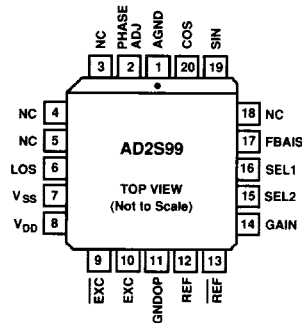 NC
PHASE
ADJ
AGND
COS
SIN
3 2 1 20 19
NC 4
NC 5
LOS 6
VSS 7
VDD 8
AD2S99
TOP VIEW
(Not to Scale)
18 NC
17 FBAIS
16 SEL1
15 SEL2
14 GAIN
9 10 11 12 13
E̅X̅C̅
EXC
GNDOP
REF
R̅E̅F̅